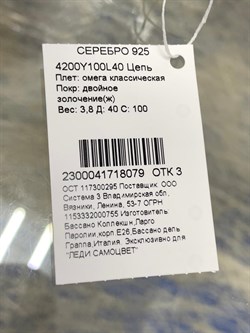 СЕРЕБРО 925
4200Y100L40 Цепь
Плет: омега классическая
Покр: двойное
золочение(ж)
Вес: 3,8 Д: 40 С: 100
2300041718079 ОТК 3
ОСТ 117300295 Поставщик: ООО
Система 3 Владимирская обл,
Вязники, Ленина, 53-7 ОГРН
1153332000755 Изготовитель:
Бассано Коллекшн,Ларго
Паролии,корп Е26,Бассано дель
Граппа,Италия. Эксклюзивно для
"ЛЕДИ САМОЦВЕТ"